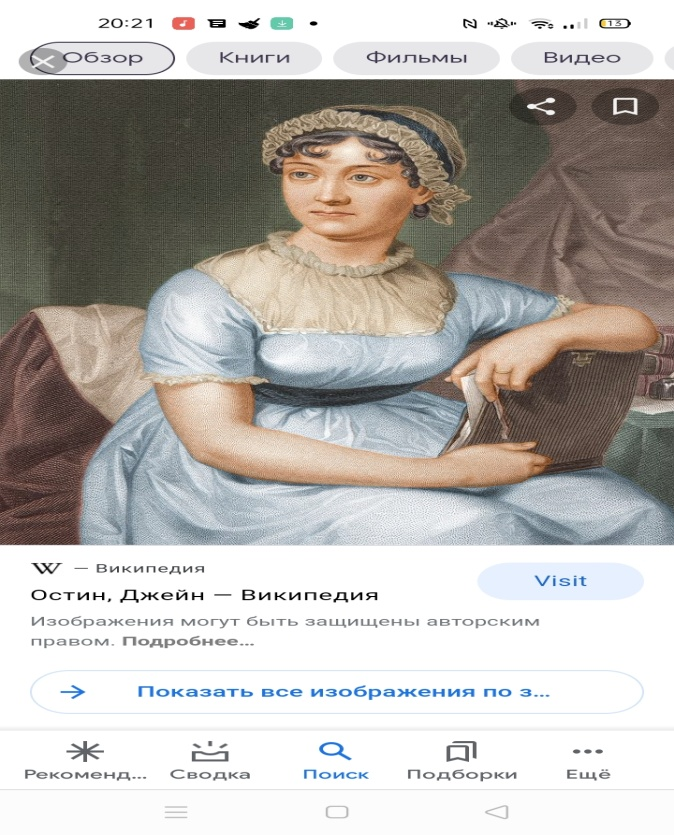 20:21
13
Обзор
Книги
Фильмы
Видео
W — Википедия
Visit
Остин, Джейн — Википедия
Изображения могут быть защищены авторским
правом. Подробнее...
Показать все изображения по з...
Рекоменд...
Сводка
Поиск
Подборки
Ещё